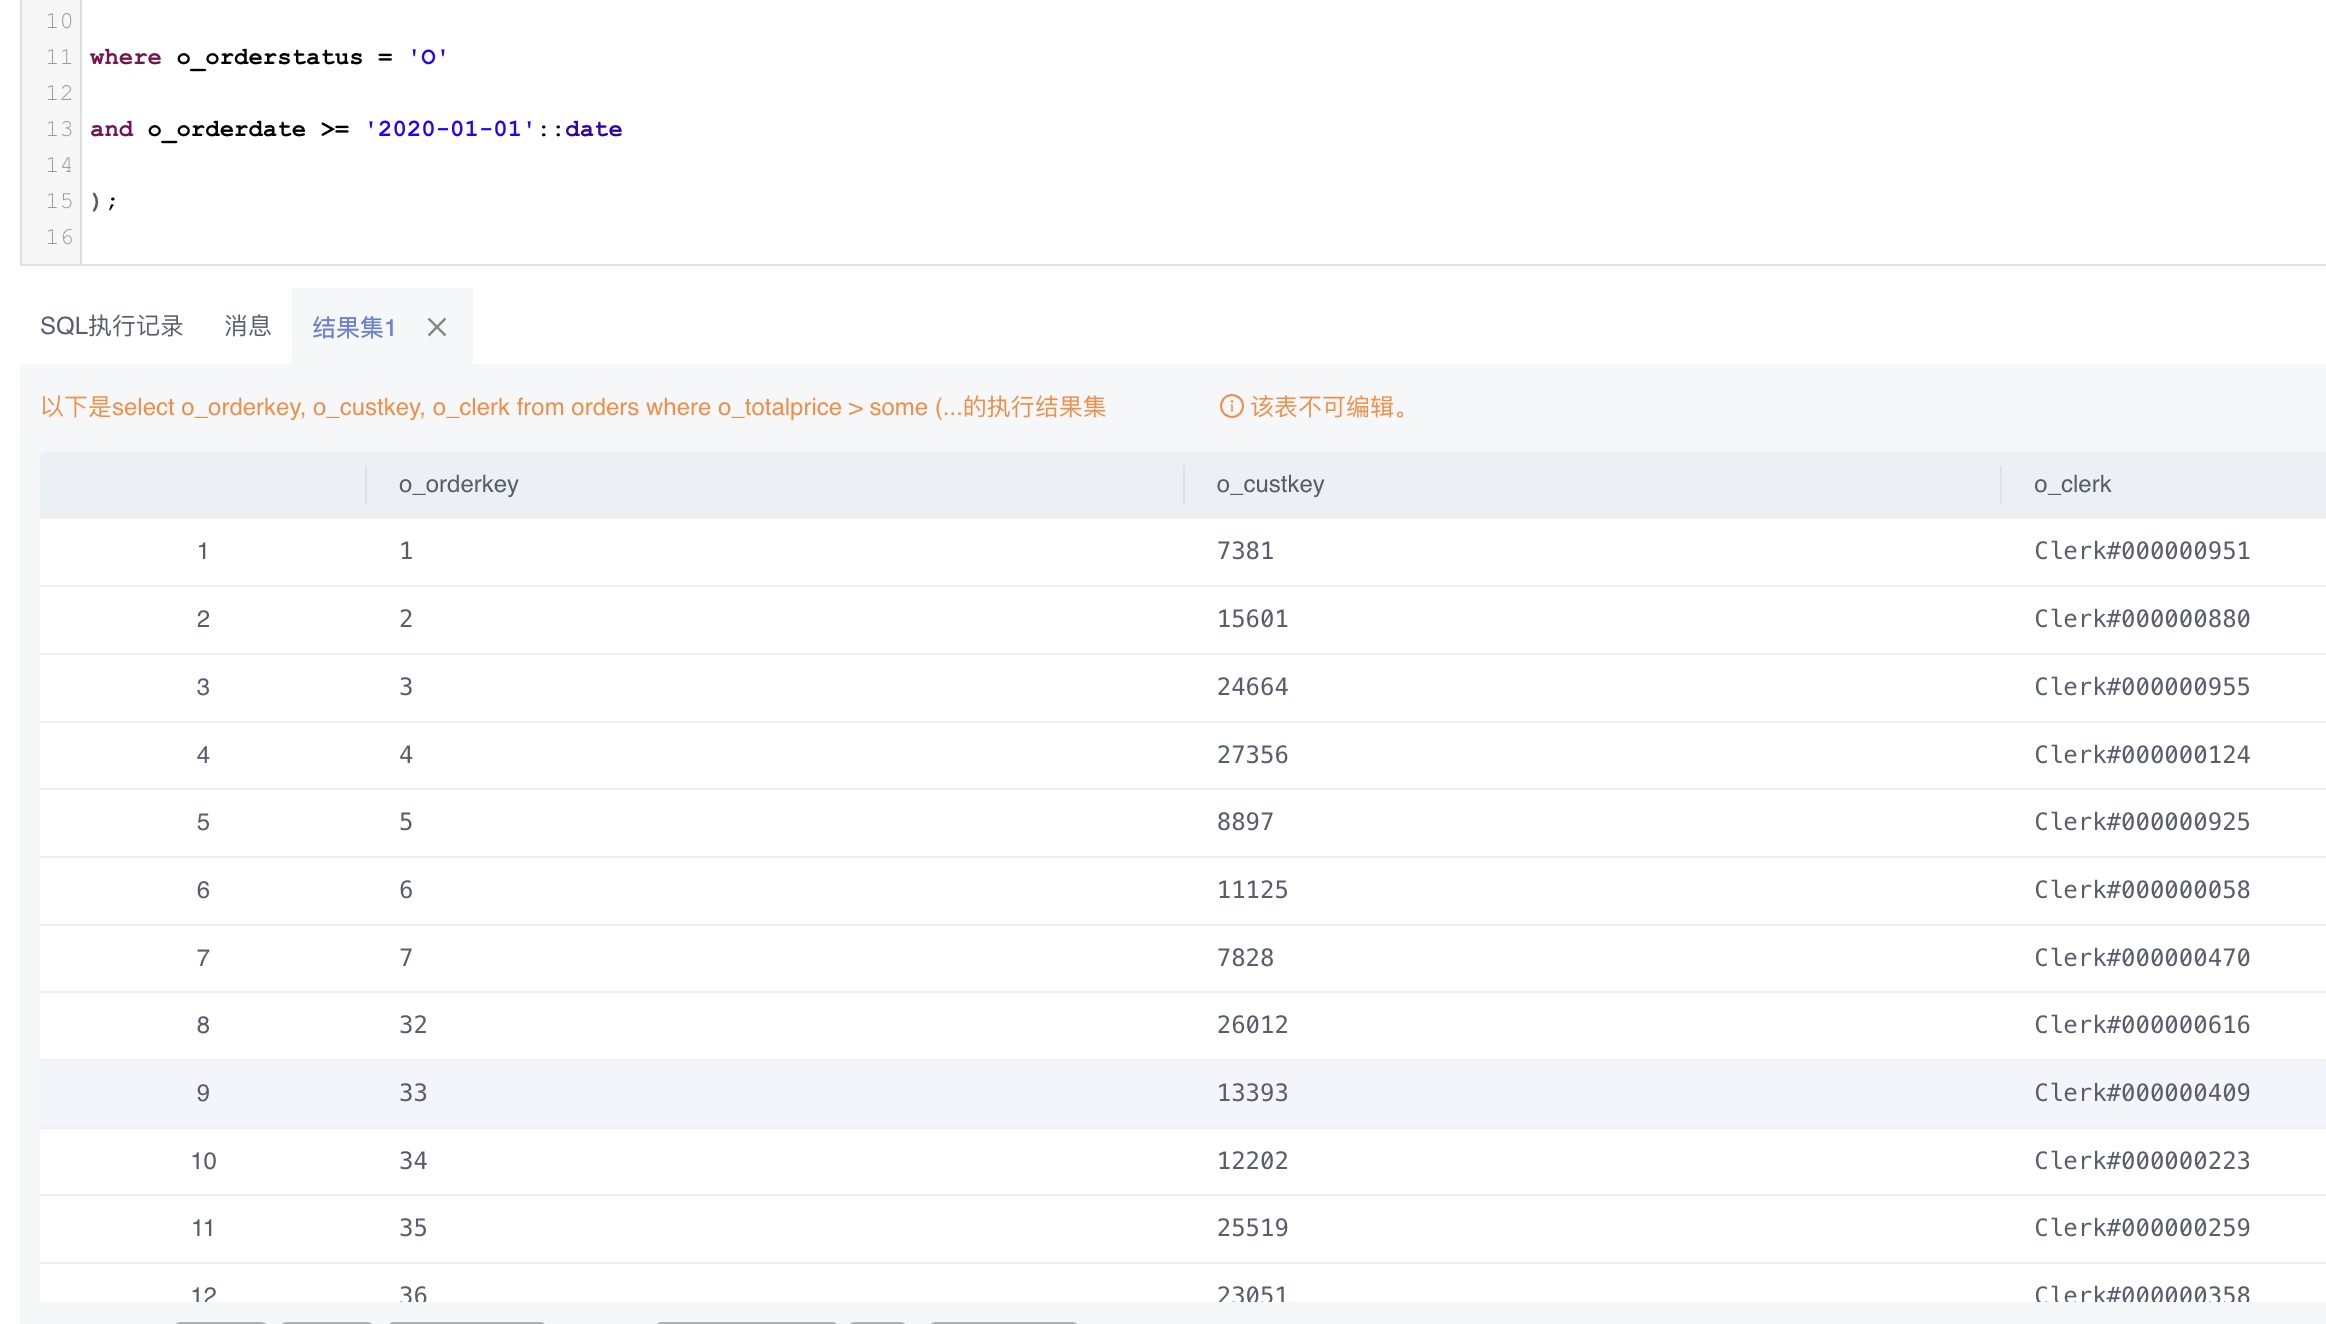 10
11 where o_orderstatus = 'O'
12
13 and o_orderdate >= '2020-01-01'::date
14
15 );
16
SQL执行记录 消息 结果集1
以下是select o_orderkey, o_custkey, o_clerk from orders where o_totalprice > some (...的执行结果集 该表不可编辑。
o_orderkey o_custkey o_clerk
1 1 7381 Clerk#000000951
2 2 15601 Clerk#000000880
3 3 24664 Clerk#000000955
4 4 27356 Clerk#000000124
5 5 8897 Clerk#000000925
6 6 11125 Clerk#000000058
7 7 7828 Clerk#000000470
8 32 26012 Clerk#000000616
9 33 13393 Clerk#000000409
10 34 12202 Clerk#000000223
11 35 25519 Clerk#000000259
12 36 23051 Clerk#000000358